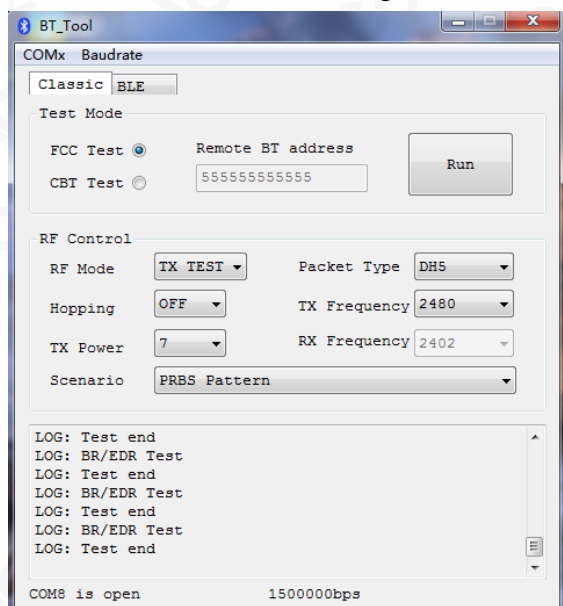 BT_Tool
COMx Baudrate
Classic BLE
Test Mode
FCC Test Remote BT address
CBT Test 555555555555 Run
RF Control
RF Mode TX TEST Packet Type DH5
Hopping OFF TX Frequency 2480
TX Power 7 RX Frequency 2402
Scenario PRBS Pattern
LOG: Test end
LOG: BR/EDR Test
LOG: Test end
LOG: BR/EDR Test
LOG: Test end
LOG: BR/EDR Test
LOG: Test end
COM8 is open 1500000bps